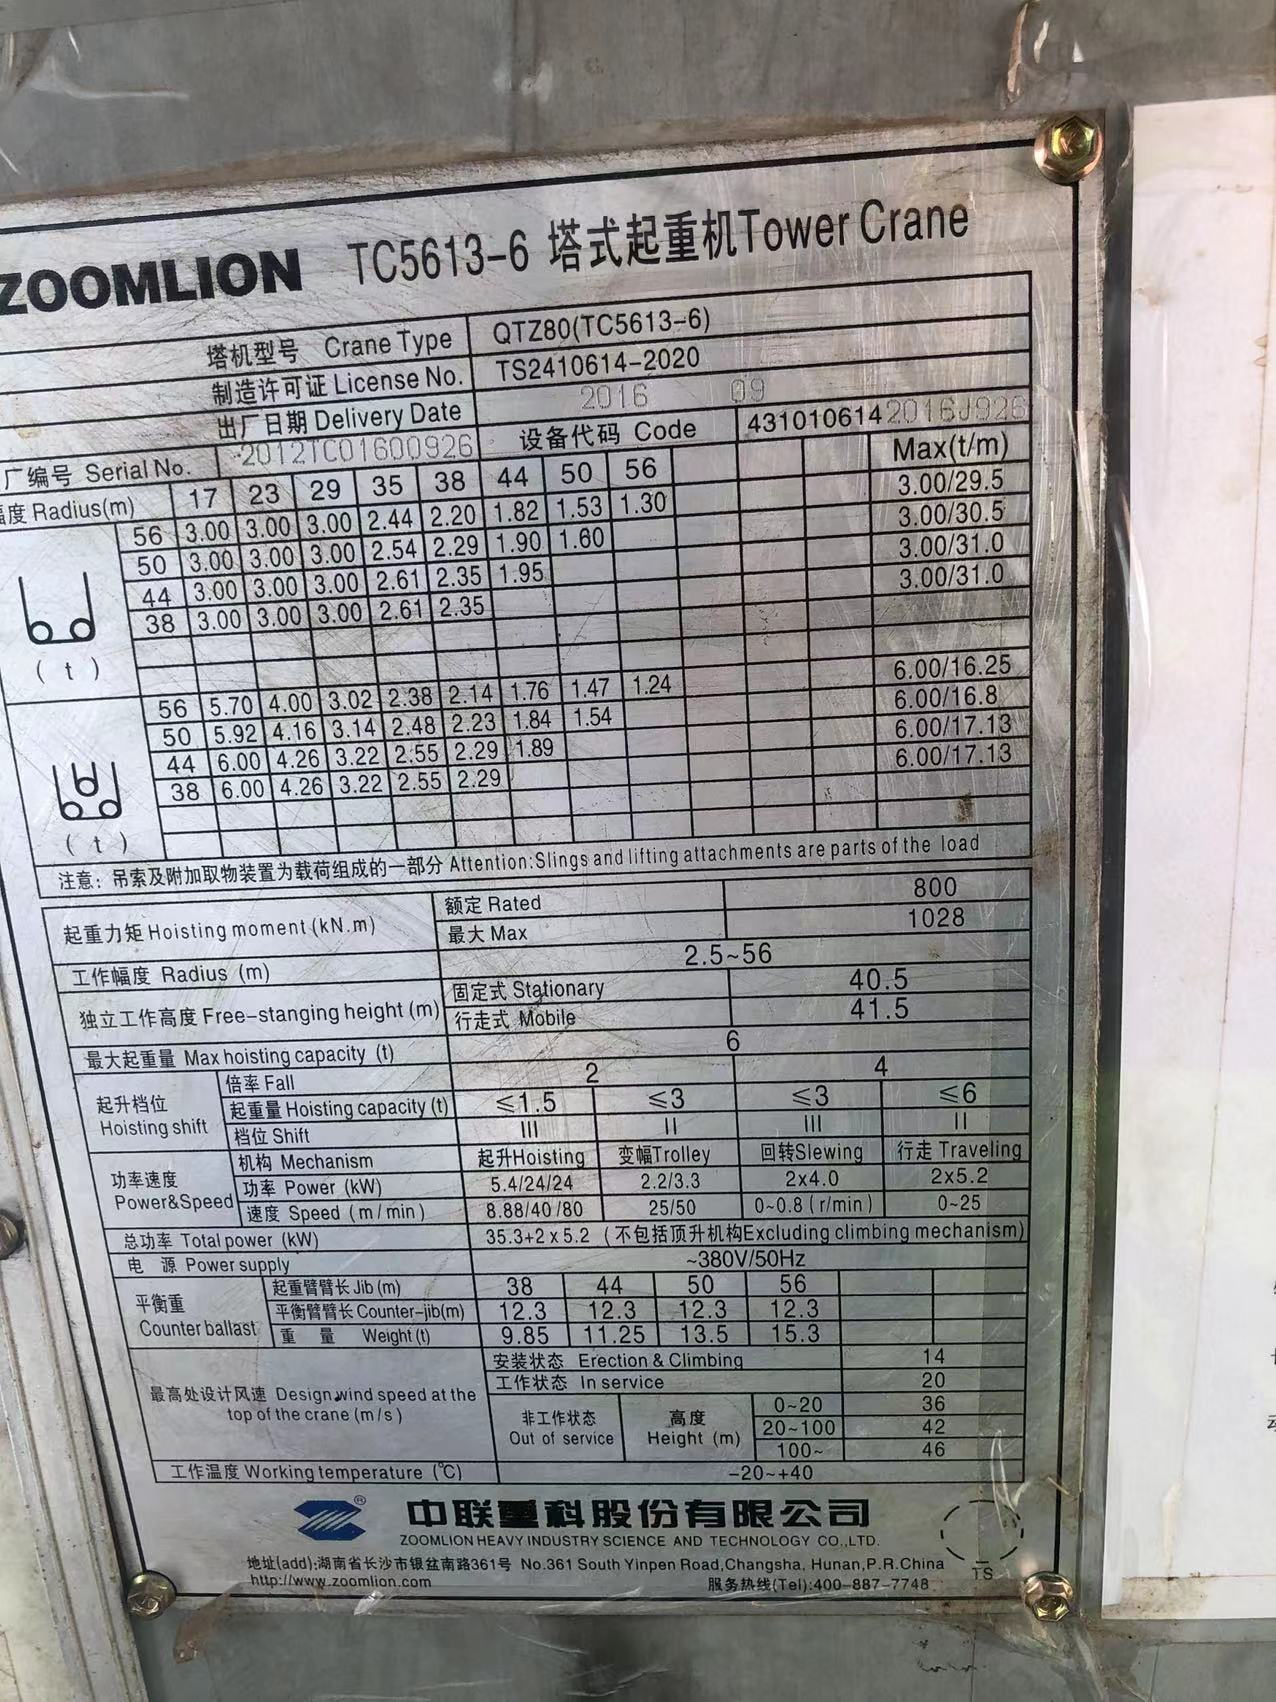 ZOOMLION TC5613-6 塔式起重机Tower Crane
塔机型号 Crane Type QTZ80(TC5613-6)
制造许可证 License No. TS2410614-2020
出厂日期 Delivery Date 2016 09
厂编号 Serial No. 2012TC01600926 设备代码 Code 4310106142016J926
幅度 Radius(m) 17 23 29 35 38 44 50 56 Max(t/m)
56 3.00 3.00 3.00 2.44 2.20 1.82 1.53 1.30 3.00/29.5
50 3.00 3.00 3.00 2.54 2.29 1.90 1.60 3.00/30.5
44 3.00 3.00 3.00 2.61 2.35 1.95 3.00/31.0
38 3.00 3.00 3.00 2.61 2.35 3.00/31.0
(t)
56 5.70 4.00 3.02 2.38 2.14 1.76 1.47 1.24 6.00/16.25
50 5.92 4.16 3.14 2.48 2.23 1.84 1.54 6.00/16.8
44 6.00 4.26 3.22 2.55 2.29 1.89 6.00/17.13
38 6.00 4.26 3.22 2.55 2.29 6.00/17.13
(t)
注意: 吊索及附加取物装置为载荷组成的一部分 Attention:Slings and lifting attachments are parts of the load
起重力矩 Hoisting moment (kN.m) 额定 Rated 800
最大 Max 1028
工作幅度 Radius (m) 2.5~56
独立工作高度 Free-stanging height (m) 固定式 Stationary 40.5
行走式 Mobile 41.5
最大起重量 Max hoisting capacity (t) 6
起升档位 Hoisting shift 倍率 Fall 2 4
起重量 Hoisting capacity (t) ≤1.5 ≤3 ≤3 ≤6
档位 Shift III II III II
功率速度 Power&Speed 机构 Mechanism 起升Hoisting 变幅Trolley 回转Slewing 行走 Traveling
功率 Power (kW) 5.4/24/24 2.2/3.3 2x4.0 2x5.2
速度 Speed (m/min) 8.88/40/80 25/50 0~0.8 (r/min) 0~25
总功率 Total power (kW) 35.3+2x5.2 (不包括顶升机构Excluding climbing mechanism)
电 源 Power supply ~380V/50Hz
平衡重 Counter ballast 起重臂臂长 Jib (m) 38 44 50 56
平衡臂臂长 Counter-jib(m) 12.3 12.3 12.3 12.3
重 量 Weight (t) 9.85 11.25 13.5 15.3
最高处设计风速 Design wind speed at the top of the crane (m/s) 安装状态 Erection & Climbing 14
工作状态 In service 20
非工作状态 Out of service 高度 Height (m) 0~20 36
20~100 42
100~ 46
工作温度 Working temperature (℃) -20~+40
中联重科股份有限公司
ZOOMLION HEAVY INDUSTRY SCIENCE AND TECHNOLOGY CO.,LTD.
地址(add):湖南省长沙市银盆南路361号 No.361 South Yinpen Road,Changsha, Hunan,P.R.China
http://www.zoomlion.com 服务热线(Tel):400-887-7748
TS